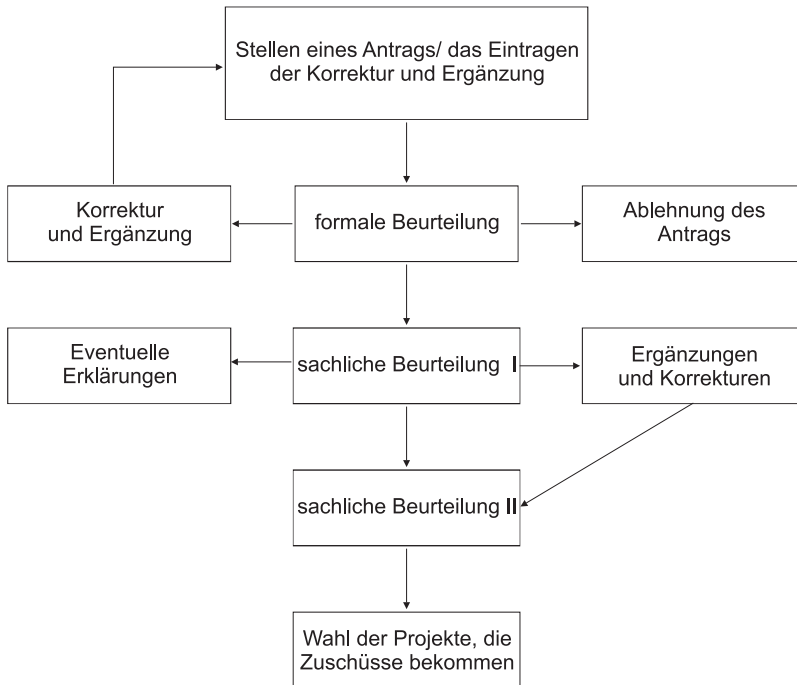 Stellen eines Antrags/ das Eintragen
der Korrektur und Ergänzung
Korrektur
und Ergänzung
formale Beurteilung
Ablehnung des
Antrags
Eventuelle
Erklärungen
sachliche Beurteilung I
Ergänzungen
und Korrekturen
sachliche Beurteilung II
Wahl der Projekte, die
Zuschüsse bekommen